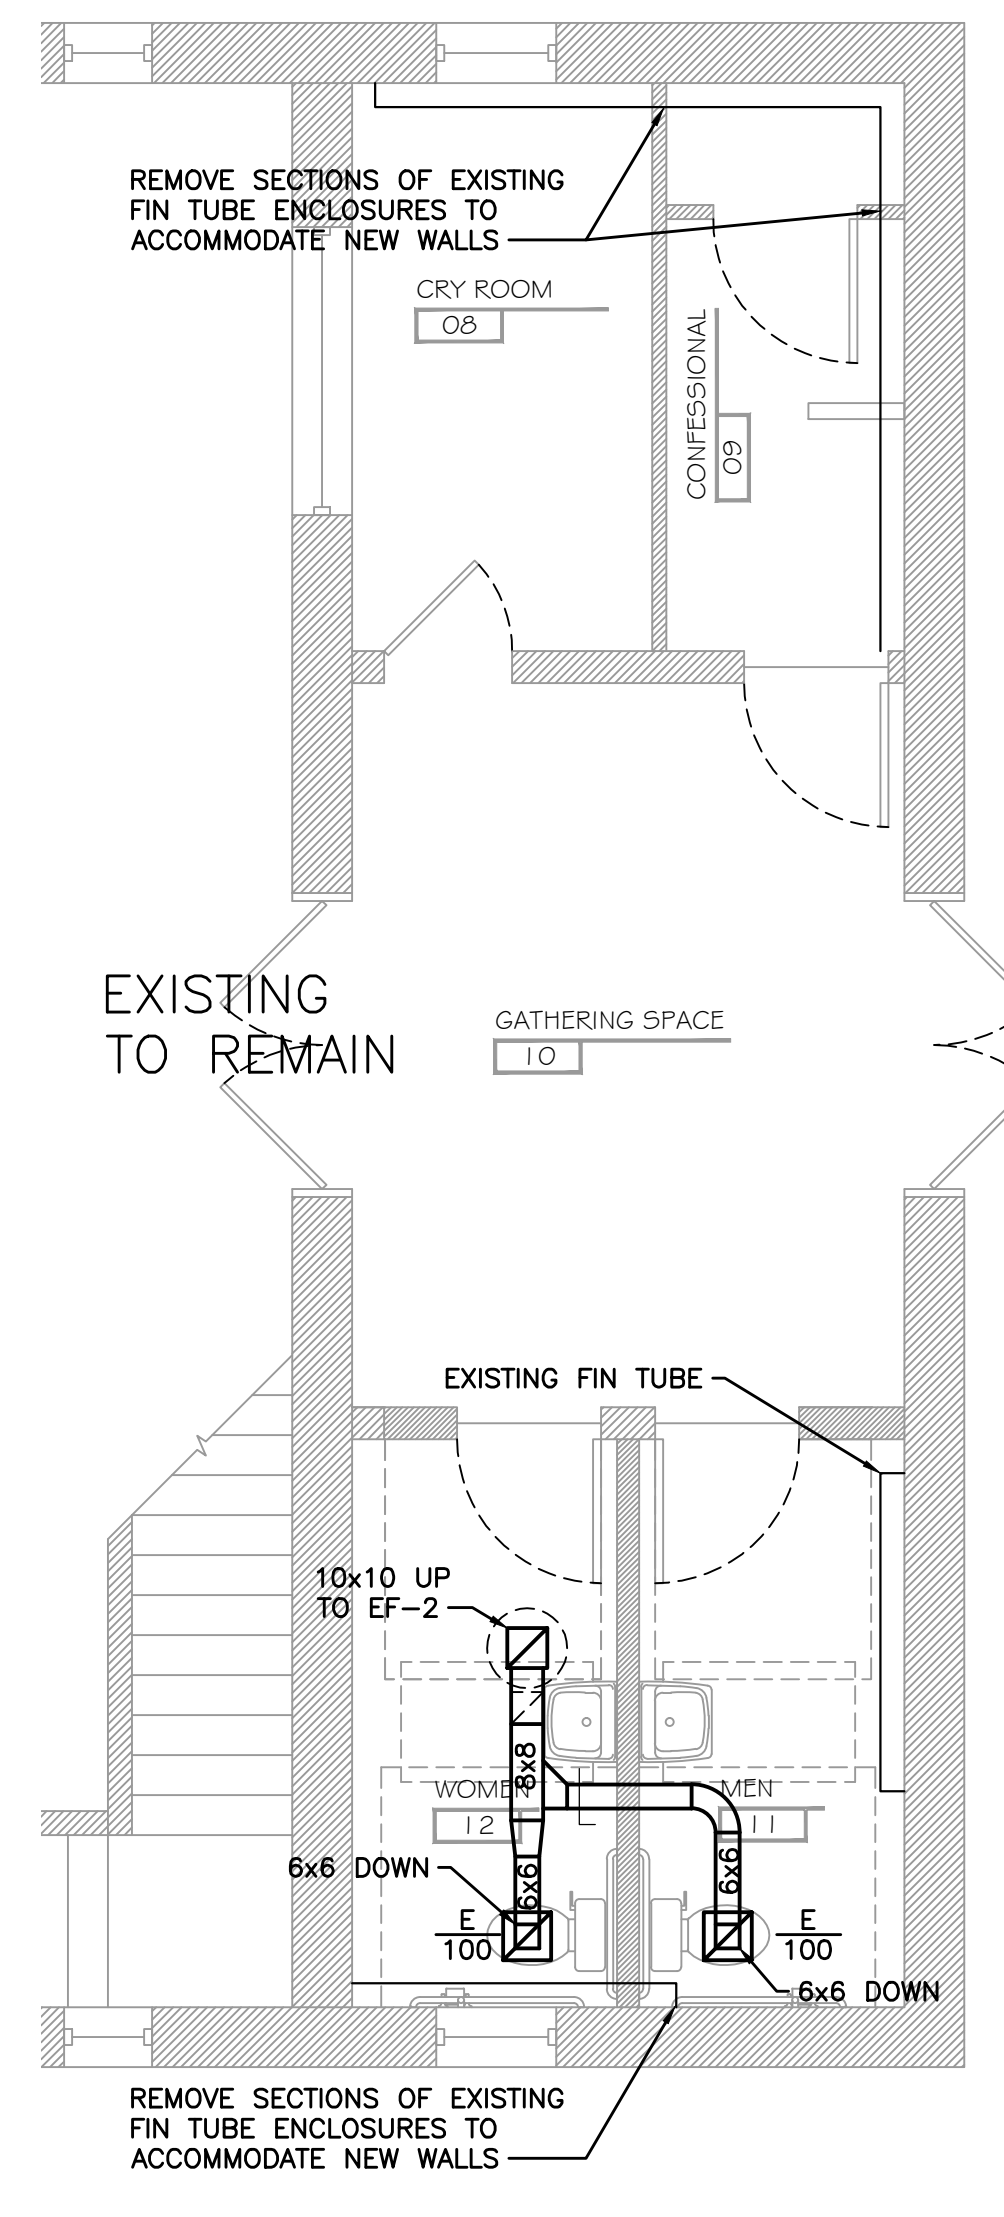 REMOVE SECTIONS OF EXISTING
FIN TUBE ENCLOSURES TO
ACCOMMODATE NEW WALLS
CRY ROOM
08
CONFESSIONAL
09
EXISTING
TO REMAIN
GATHERING SPACE
10
EXISTING FIN TUBE
10x10 UP
TO EF-2
8x8
WOMEN
12
MEN
11
6x6 DOWN
6x6
6x6
E
100
E
100
6x6 DOWN
REMOVE SECTIONS OF EXISTING
FIN TUBE ENCLOSURES TO
ACCOMMODATE NEW WALLS